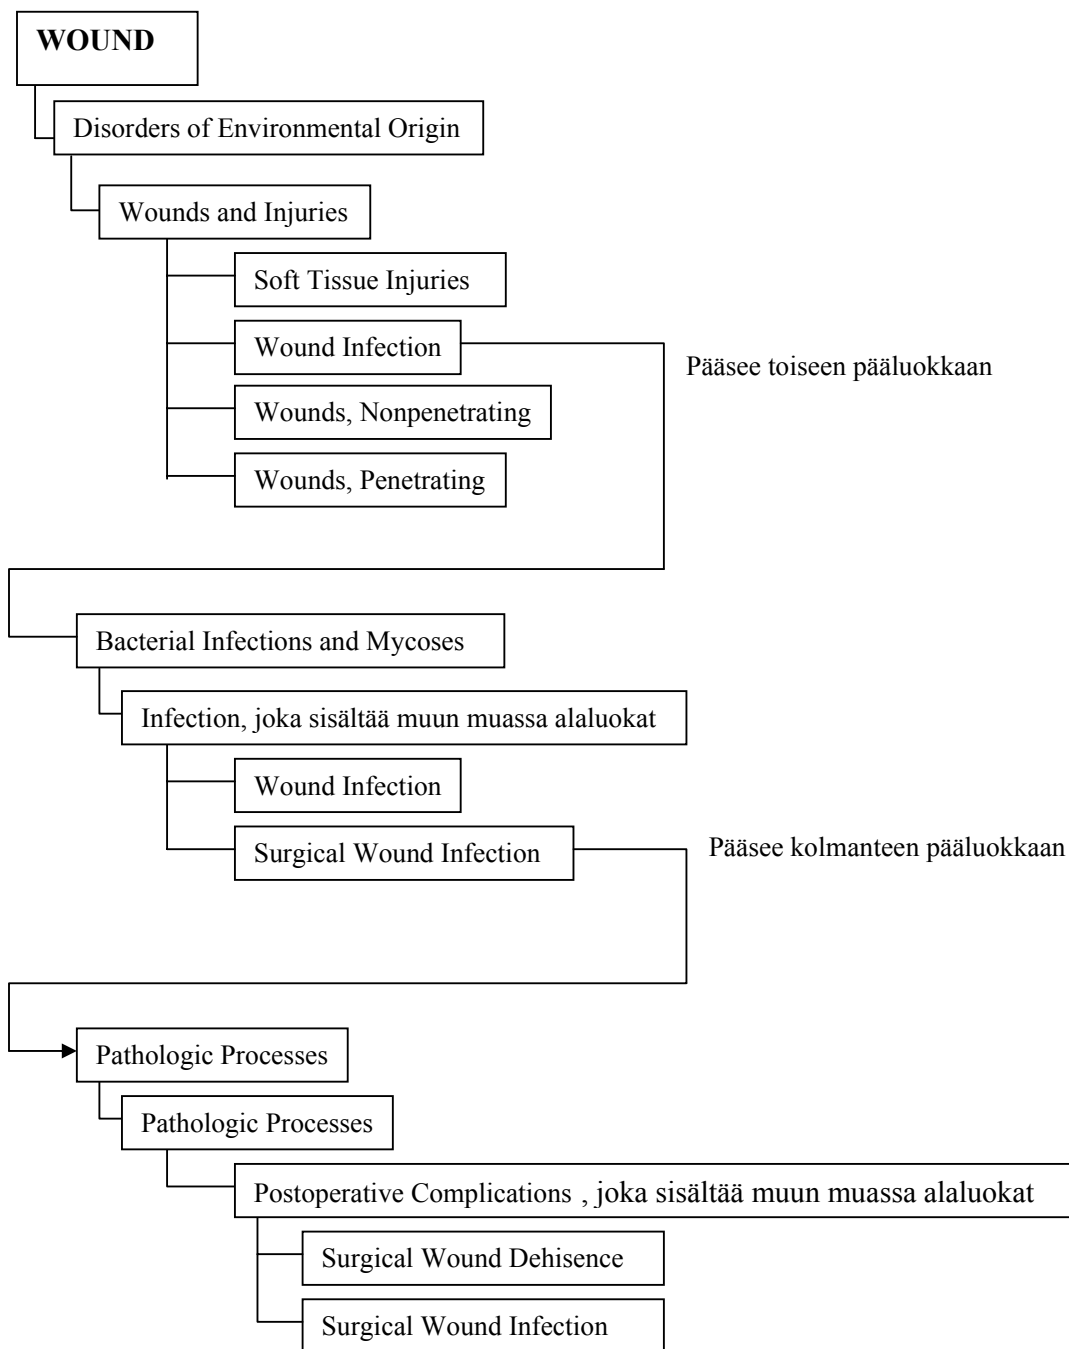 WOUND
Disorders of Environmental Origin
Wounds and Injuries
Soft Tissue Injuries
Wound Infection
Pääsee toiseen pääluokkaan
Wounds, Nonpenetrating
Wounds, Penetrating
Bacterial Infections and Mycoses
Infection, joka sisältää muun muassa alaluokat
Wound Infection
Surgical Wound Infection
Pääsee kolmanteen pääluokkaan
Pathologic Processes
Pathologic Processes
Postoperative Complications , joka sisältää muun muassa alaluokat
Surgical Wound Dehisence
Surgical Wound Infection